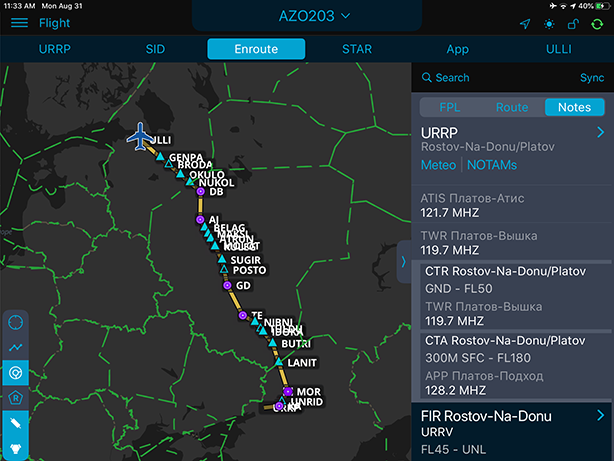 11:33 AM Mon Aug 31
40%
Flight
AZO203
URRP
SID
Enroute
STAR
App
ULLI
Search
Sync
FPL
Route
Notes
URRP
Rostov-Na-Donu/Platov
Meteo | NOTAMs
ATIS Платов-Атис
121.7 MHZ
TWR Платов-Вышка
119.7 MHZ
CTR Rostov-Na-Donu/Platov
GND - FL50
TWR Платов-Вышка
119.7 MHZ
CTA Rostov-Na-Donu/Platov
300M SFC - FL180
APP Платов-Подход
128.2 MHZ
FIR Rostov-Na-Donu
URRV
FL45 - UNL
ULLI
GENPA
BRODA
OKULO
NUKOL
DB
AJ
BELAG
SUGIR
POSTO
GD
TF
NIBNI
BUTRI
LANIT
MOR
UNRID
R